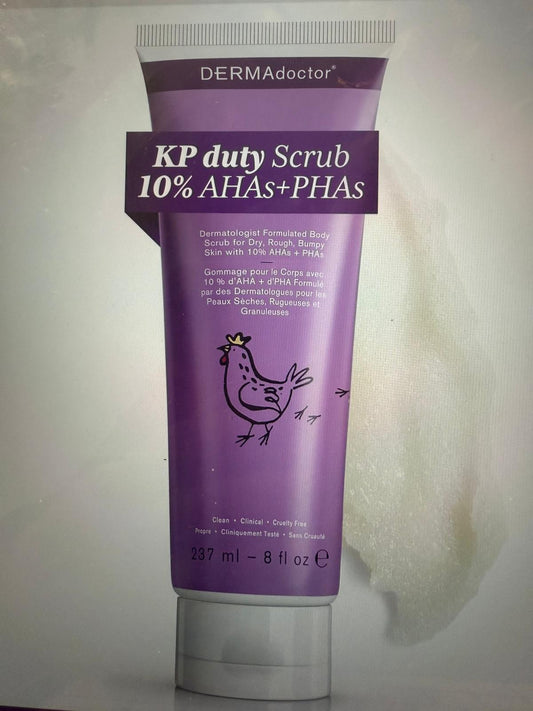 DERMAdoctor®
KP duty Scrub
10% AHAs+PHAs
Dermatologist Formulated Body
Scrub for Dry, Rough, Bumpy
Skin with 10% AHAs + PHAs
Gommage pour le Corps avec
10 % d'AHA + d'PHA Formulé
par des Dermatologues pour les
Peaux Sèches, Rugueuses et
Granuleuses
Clean • Clinical • Cruelty Free
Propre • Cliniquement Testé • Sans Cruauté
237 ml – 8 fl oz ℮